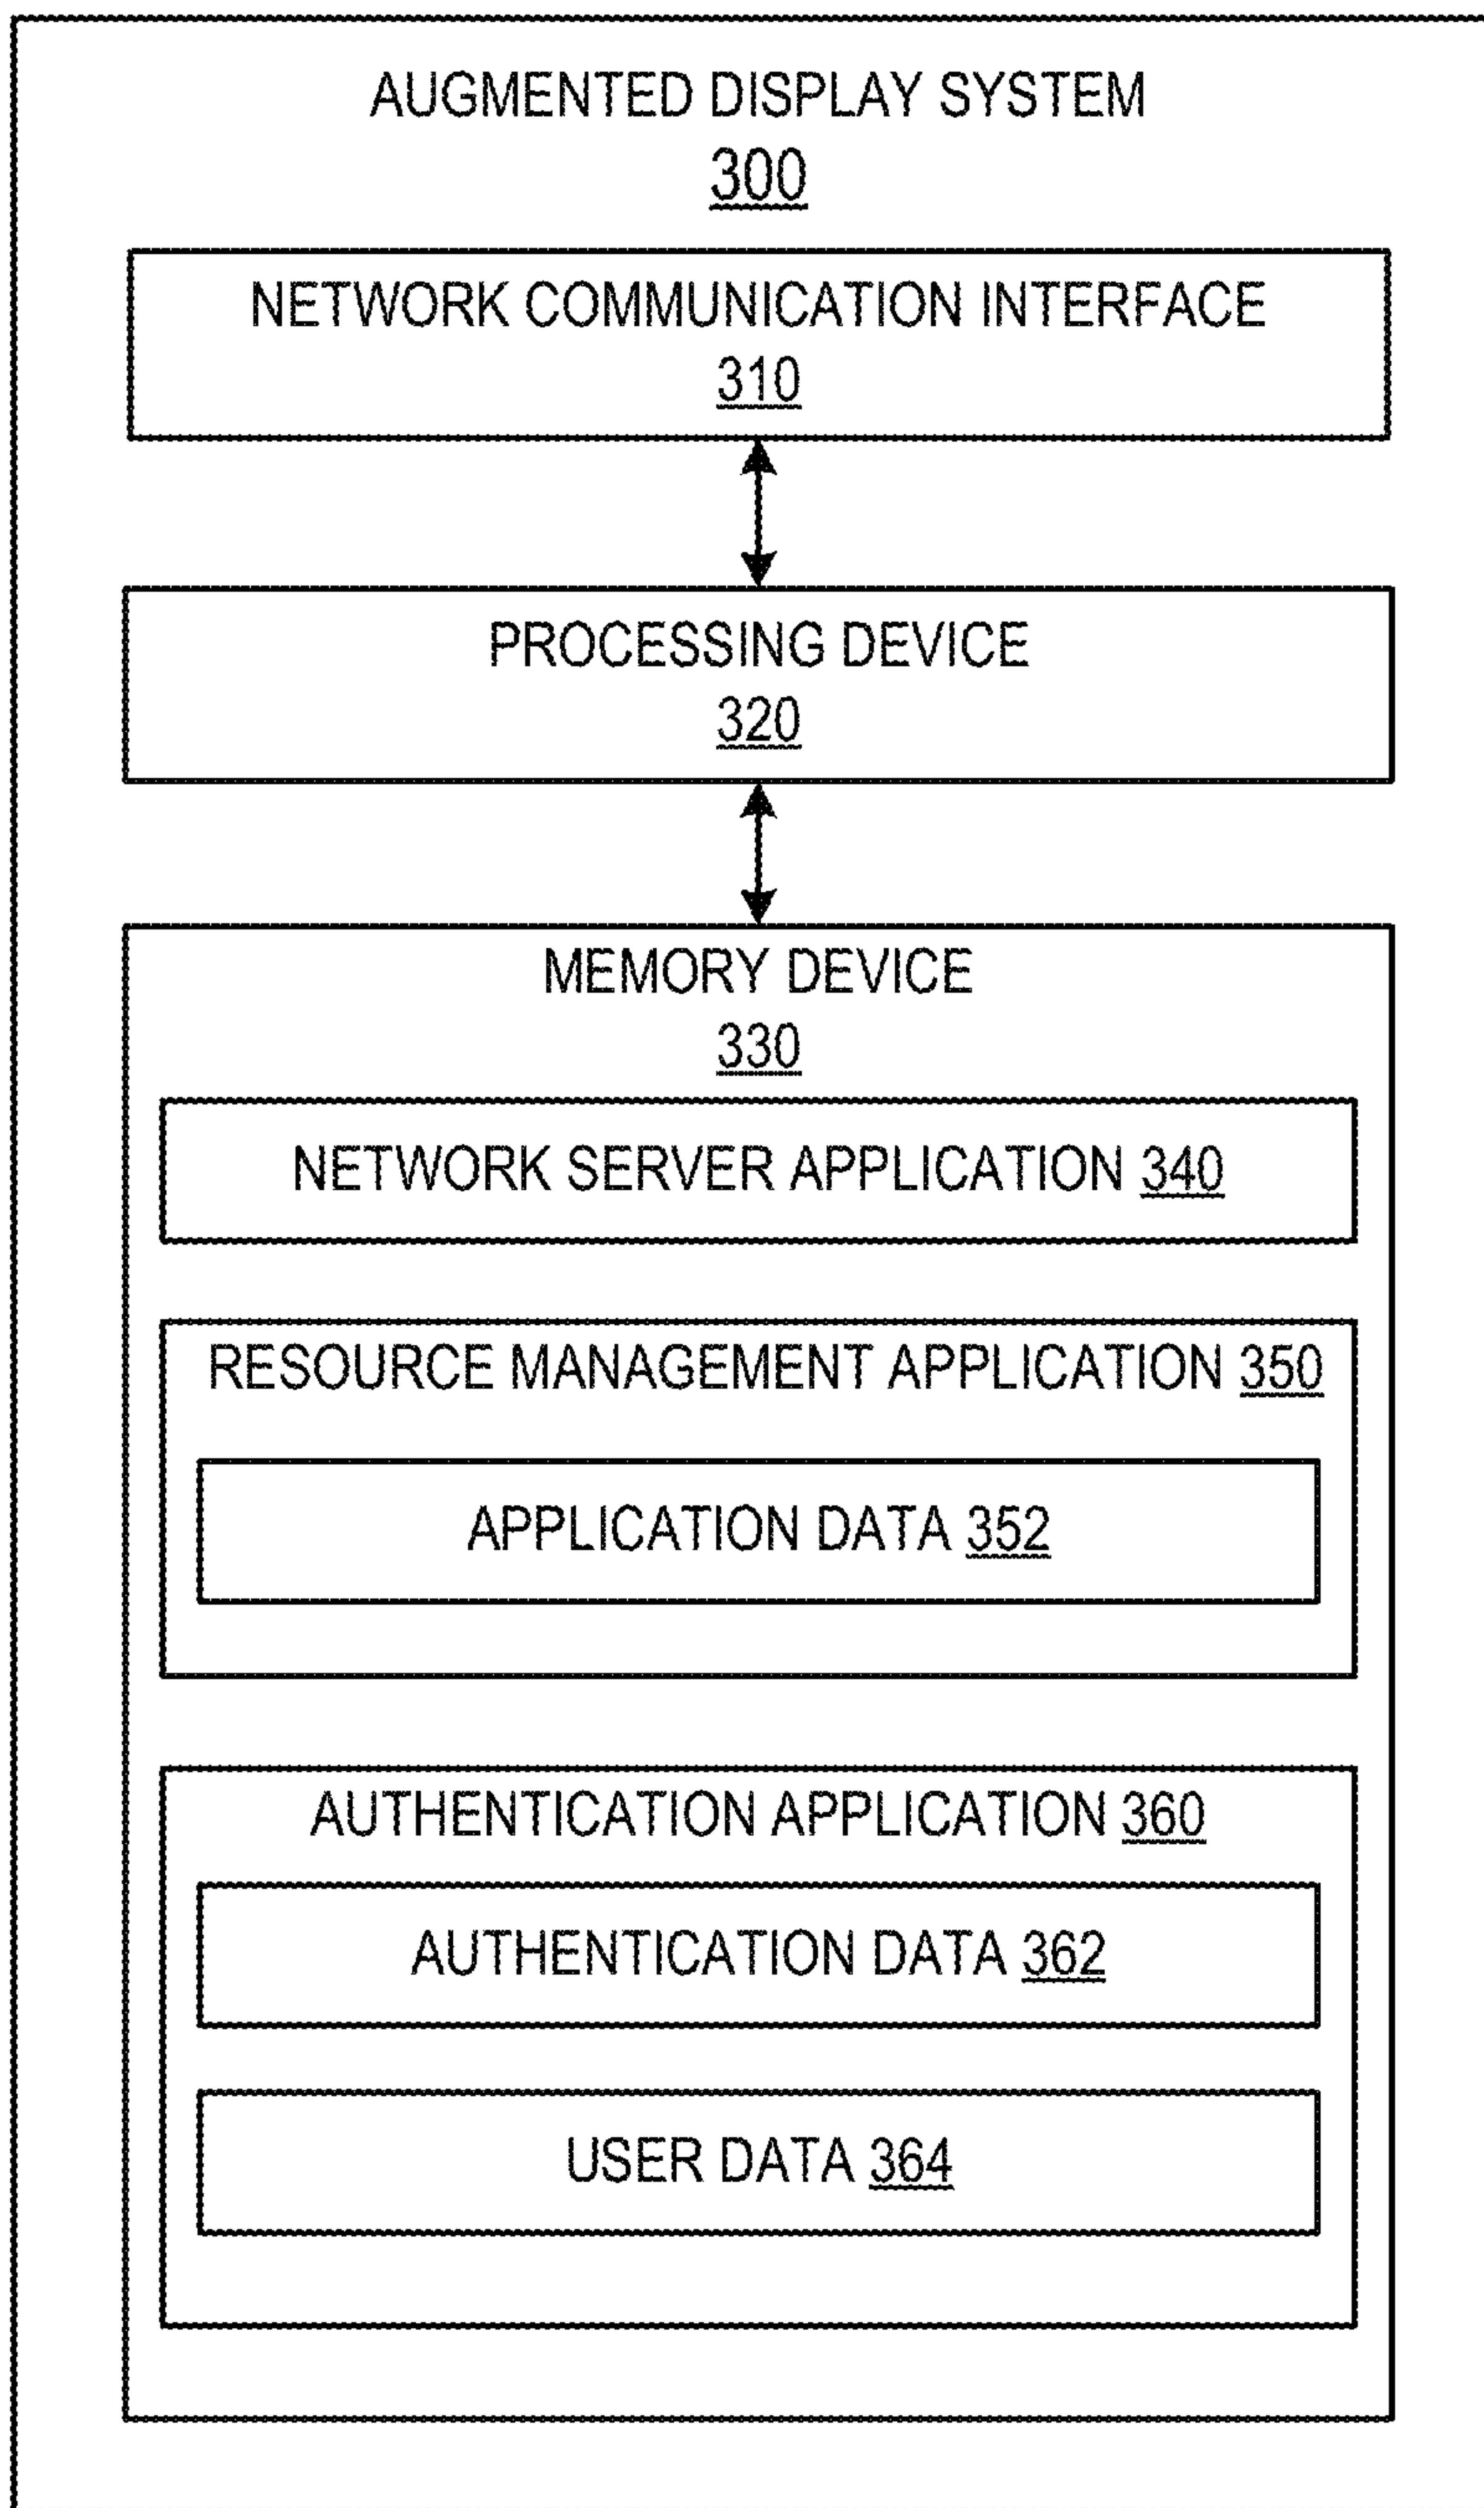 AUGMENTED DISPLAY SYSTEM
300
NETWORK COMMUNICATION INTERFACE
310
PROCESSING DEVICE
320
MEMORY DEVICE
330
NETWORK SERVER APPLICATION 340
RESOURCE MANAGEMENT APPLICATION 350
APPLICATION DATA 352
AUTHENTICATION APPLICATION 360
AUTHENTICATION DATA 362
USER DATA 364